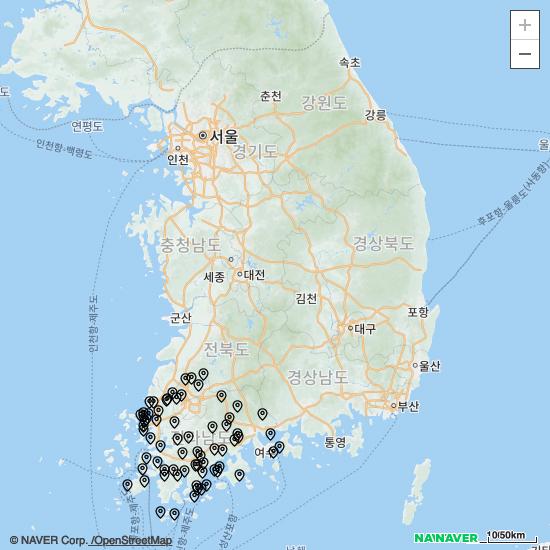 +
−
속초
춘천
강원도
강릉
도
연평도
서울
울
인천
경기도
인천항-백령도
후포항-울릉도(사동항)
충청남도
경상북도
세종
대전
김천
인천항-제주도
포항
군산
대구
전북도
울산
경상남도
부산
라남도
통영
여수
성산포항
10/50km
© NAVER Corp. /OpenStreetMap
NAVER